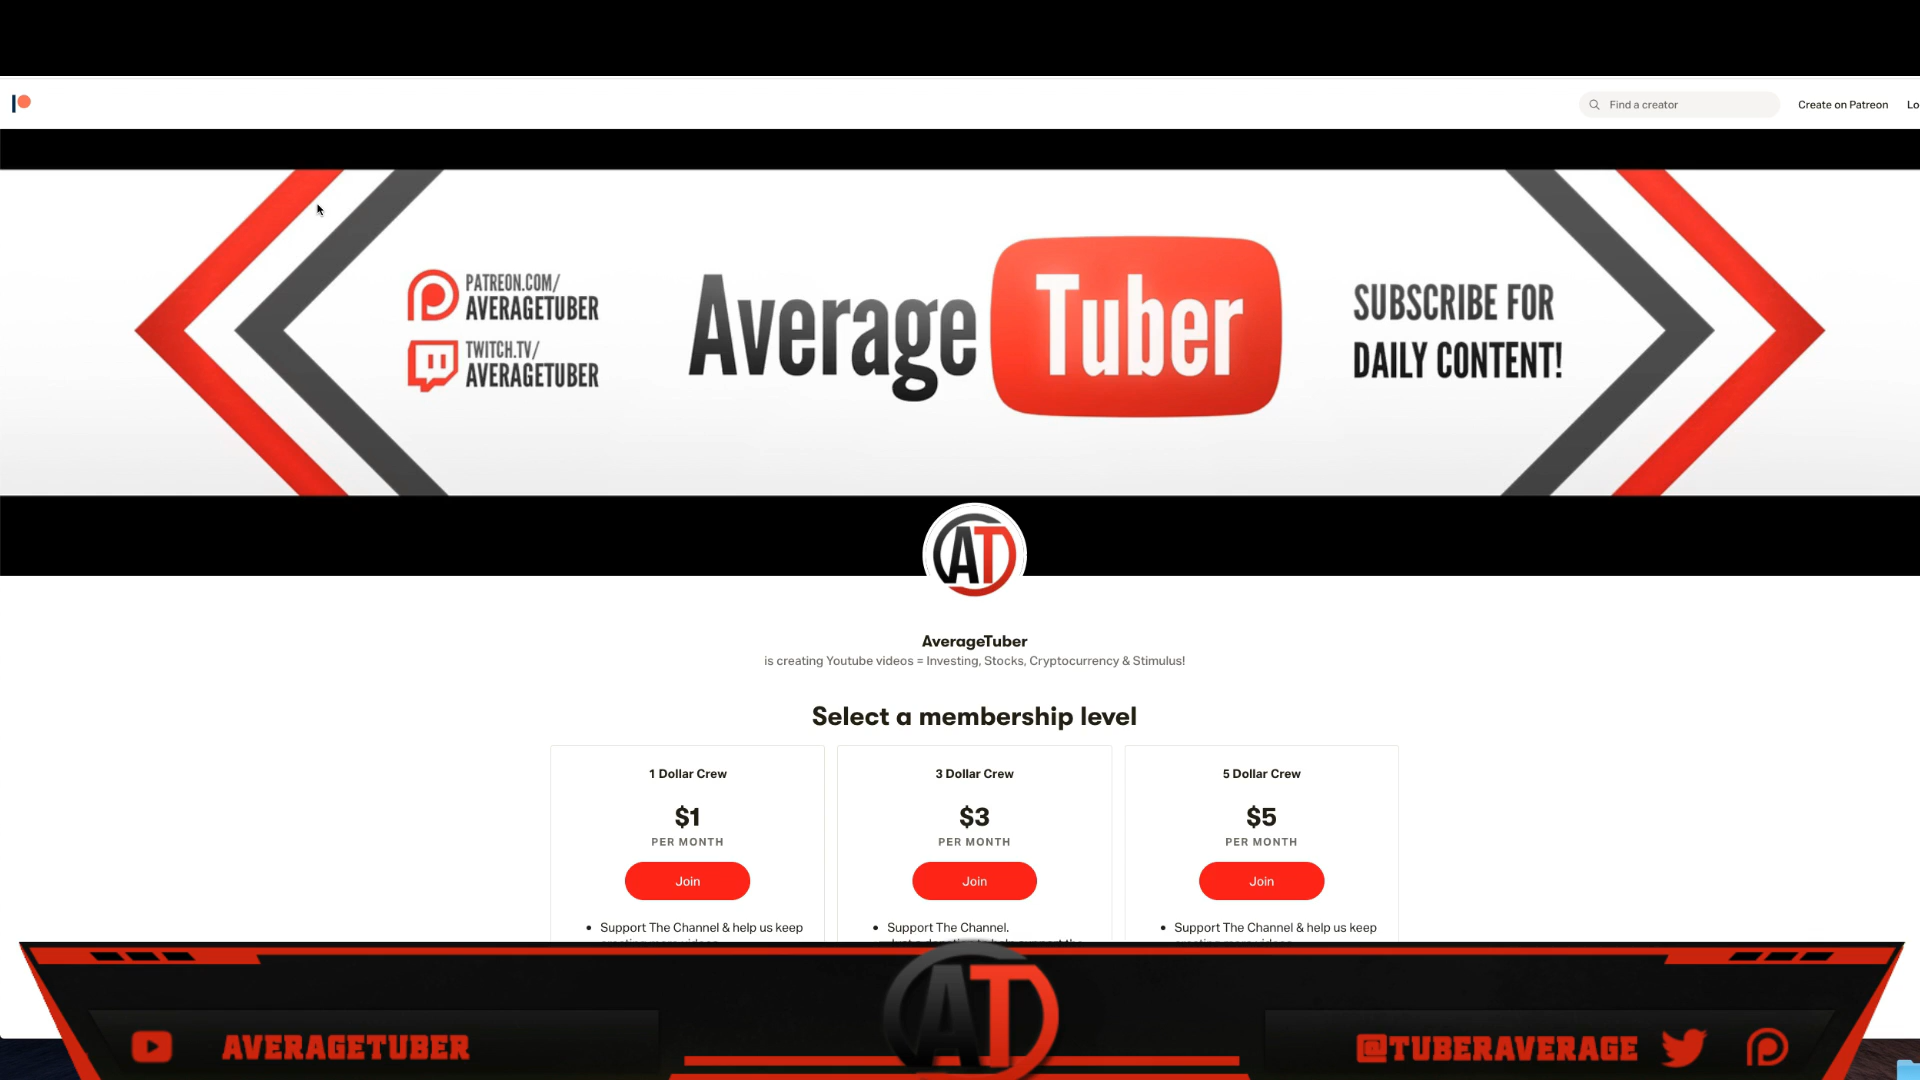 Find a creator
Create on Patreon
Lo
PATREON.COM/
AVERAGETUBER
TWITCH.TV/
AVERAGETUBER
Average Tuber
SUBSCRIBE FOR
DAILY CONTENT!
AT
AverageTuber
is creating Youtube videos = Investing, Stocks, Cryptocurrency & Stimulus!
Select a membership level
1 Dollar Crew
$1
PER MONTH
Join
• Support The Channel & help us keep
3 Dollar Crew
$3
PER MONTH
Join
• Support The Channel.
5 Dollar Crew
$5
PER MONTH
Join
• Support The Channel & help us keep
AT
AVERAGETUBER
@TUBERAVERAGE